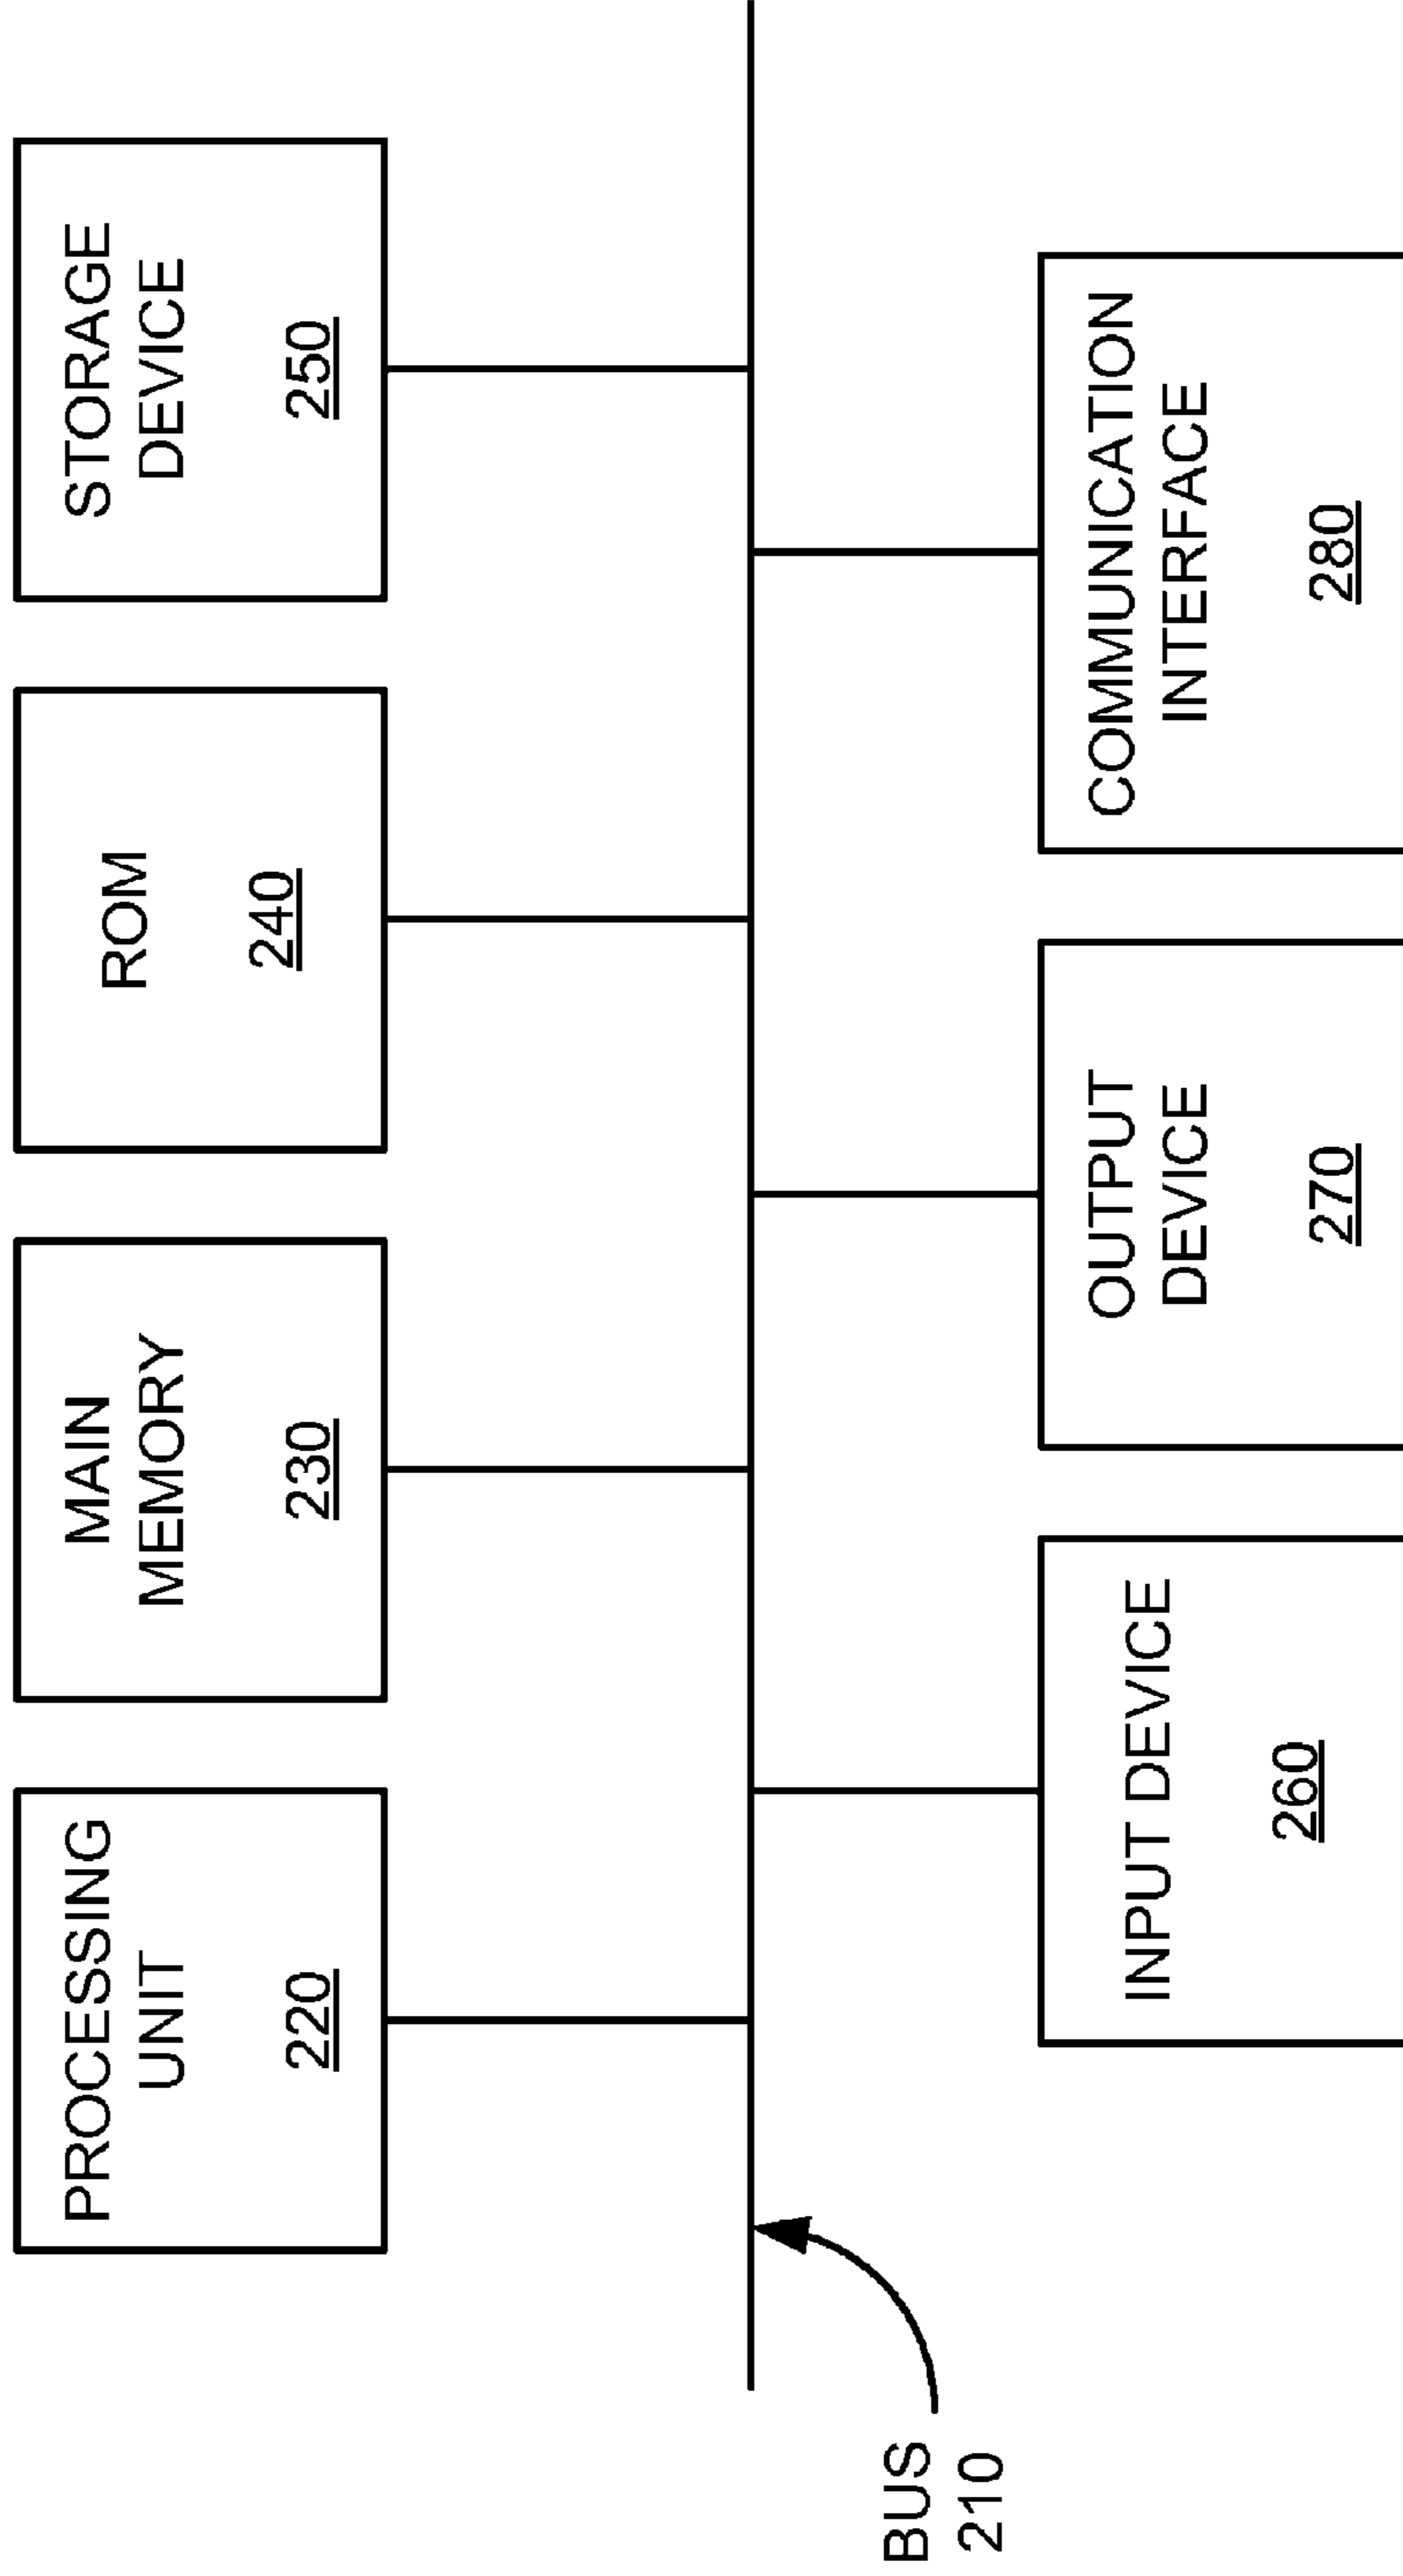 PROCESSING
UNIT
220
MAIN
MEMORY
230
ROM
240
STORAGE
DEVICE
250
BUS
210
INPUT DEVICE
260
OUTPUT
DEVICE
270
COMMUNICATION
INTERFACE
280